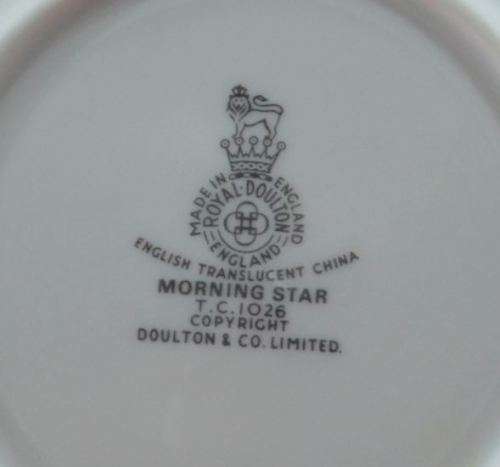 MADE IN ENGLAND
ROYAL·DOULTON
ENGLAND
ENGLISH TRANSLUCENT CHINA
MORNING STAR
T.C.1026
COPYRIGHT
DOULTON & CO. LIMITED.